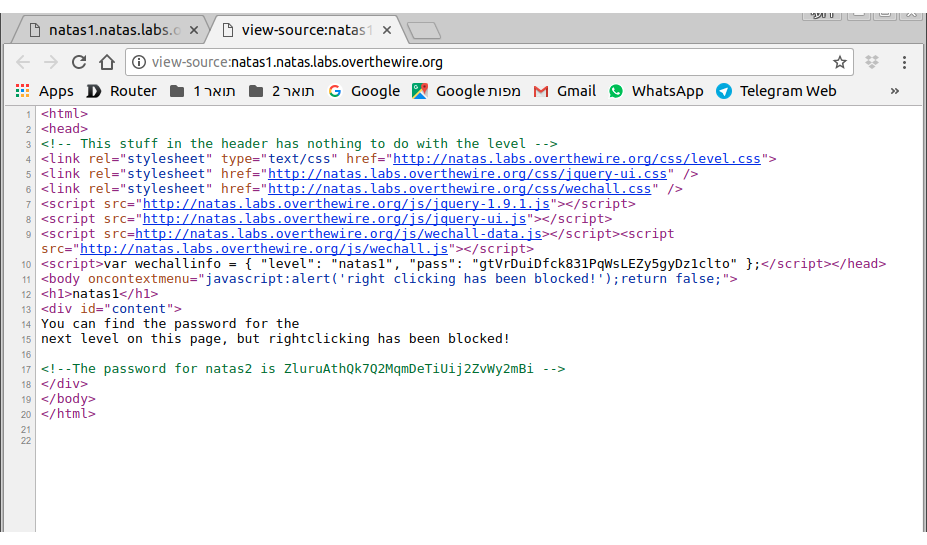 natas1.natas.labs.o
view-source:natas1
view-source:natas1.natas.labs.overthewire.org
Apps Router תואר 1 תואר 2 Google Google מפות Gmail WhatsApp Telegram Web »
1 <html>
2 <head>
3 <!-- This stuff in the header has nothing to do with the level -->
4 <link rel="stylesheet" type="text/css" href="http://natas.labs.overthewire.org/css/level.css">
5 <link rel="stylesheet" href="http://natas.labs.overthewire.org/css/jquery-ui.css" />
6 <link rel="stylesheet" href="http://natas.labs.overthewire.org/css/wechall.css" />
7 <script src="http://natas.labs.overthewire.org/js/jquery-1.9.1.js"></script>
8 <script src="http://natas.labs.overthewire.org/js/jquery-ui.js"></script>
9 <script src=http://natas.labs.overthewire.org/js/wechall-data.js></script><script
src="http://natas.labs.overthewire.org/js/wechall.js"></script>
10 <script>var wechallinfo = { "level": "natas1", "pass": "gtVrDuiDfck831PqWsLEZy5gyDz1clto" };</script></head>
11 <body oncontextmenu="javascript:alert('right clicking has been blocked!');return false;">
12 <h1>natas1</h1>
13 <div id="content">
14 You can find the password for the
15 next level on this page, but rightclicking has been blocked!
16
17 <!--The password for natas2 is ZluruAthQk7Q2MqmDeTiUij2ZvWy2mBi -->
18 </div>
19 </body>
20 </html>
21
22